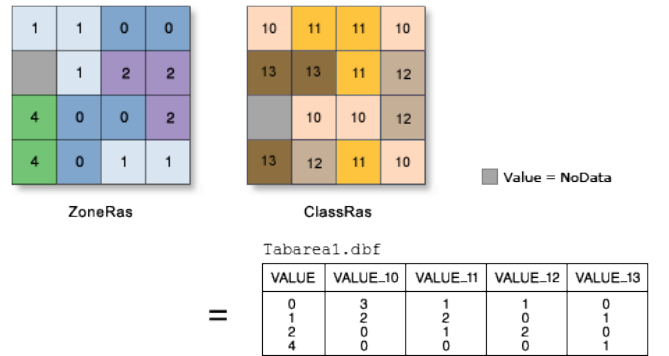 1 1 0 0
1 2 2
4 0 0 2
4 0 1 1
ZoneRas
10 11 11 10
13 13 11 12
10 10 12
13 12 11 10
ClassRas
Value = NoData
Tabarea1.dbf
=
VALUE VALUE_10 VALUE_11 VALUE_12 VALUE_13
0 3 1 1 0
1 2 2 0 1
2 0 1 2 0
4 0 0 0 1